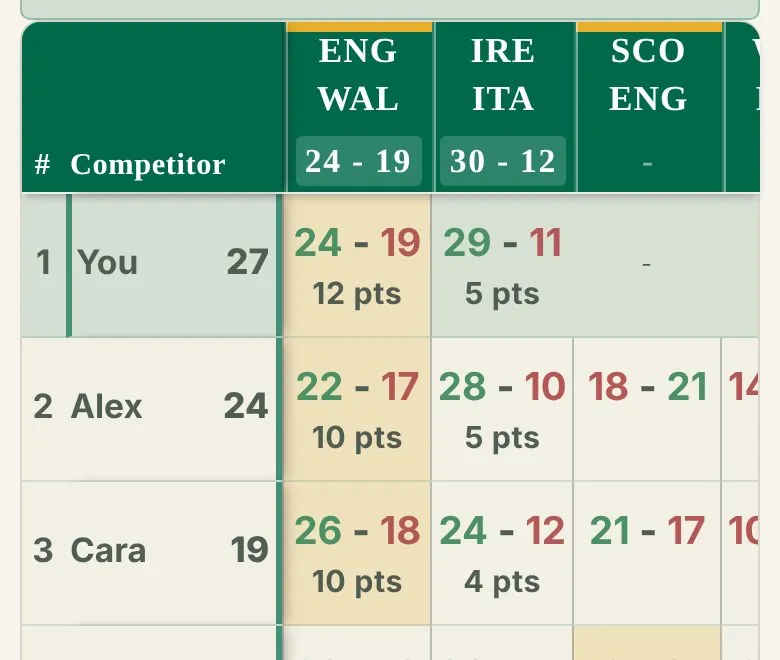 ENG IRE SCO
WAL ITA ENG
# Competitor 24 - 19 30 - 12 -
1 You 27 24 - 19 29 - 11 -
12 pts 5 pts
2 Alex 24 22 - 17 28 - 10 18 - 21 14
10 pts 5 pts
3 Cara 19 26 - 18 24 - 12 21 - 17 10
10 pts 4 pts